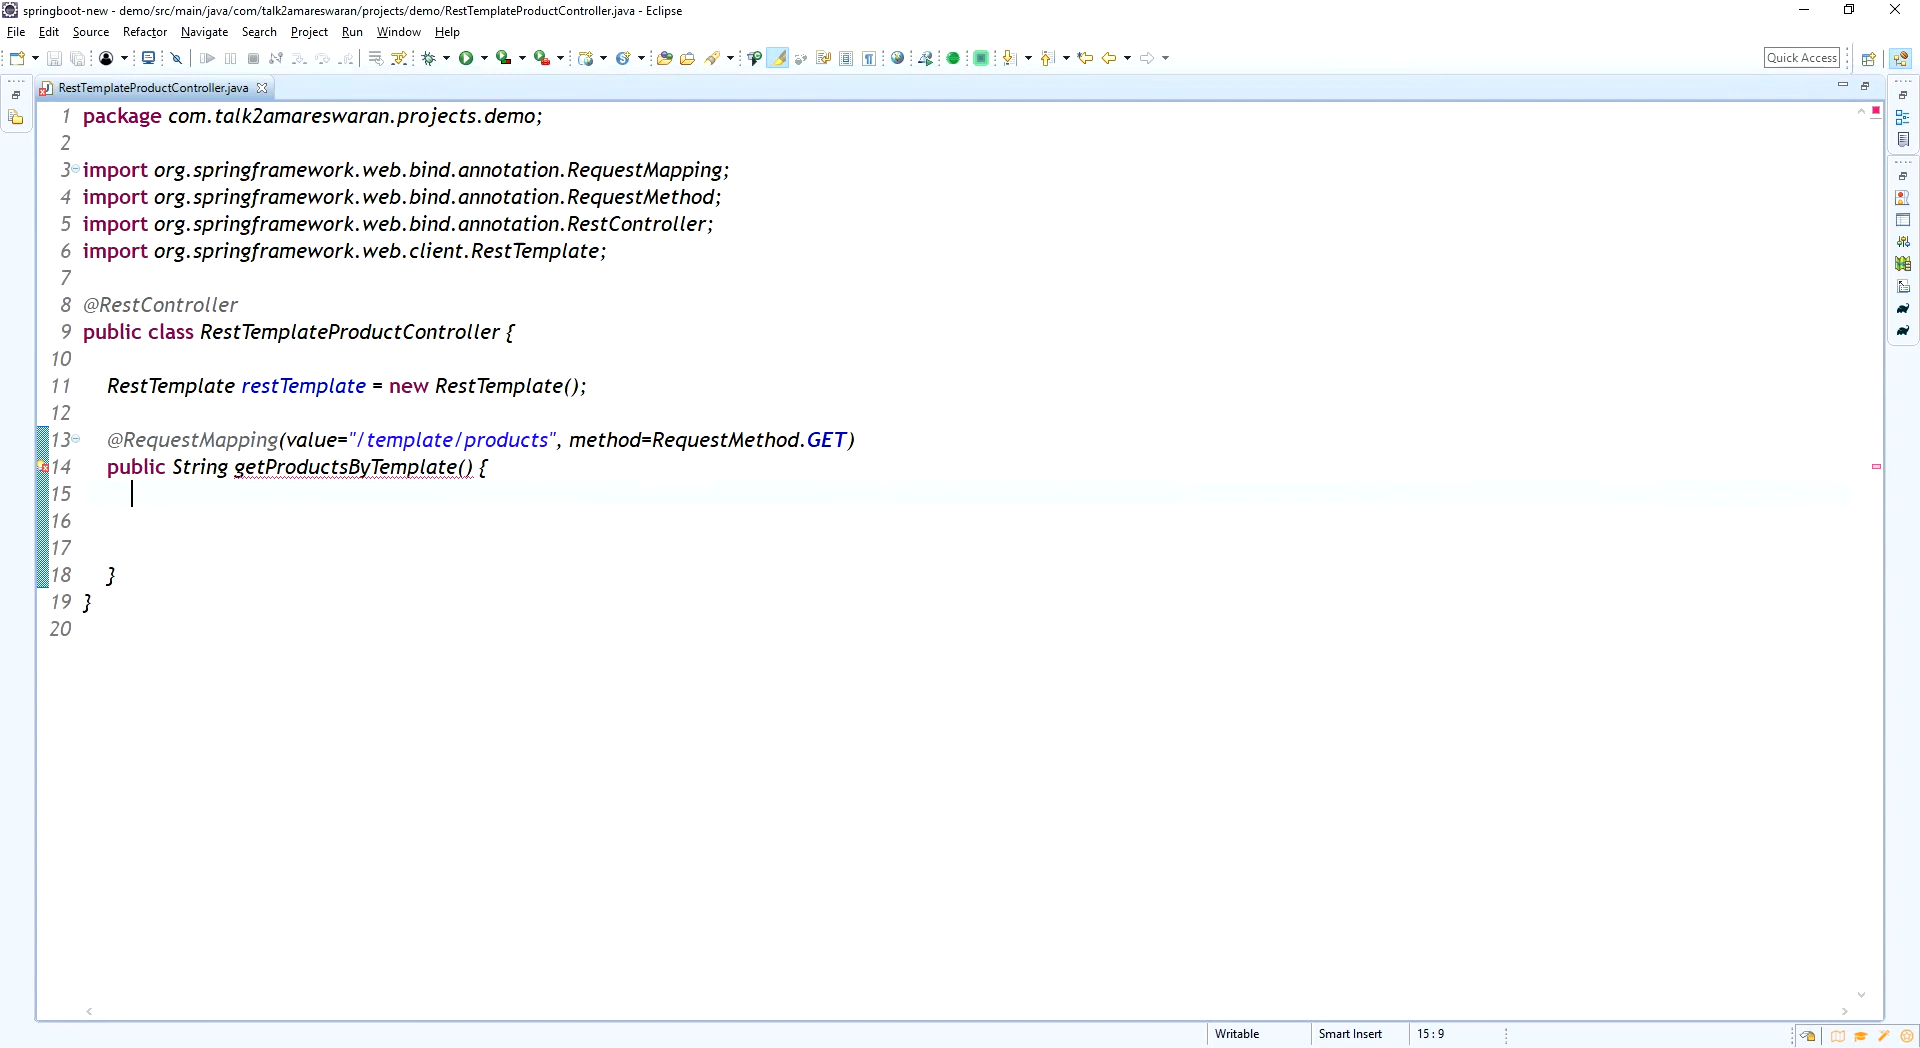 springboot-new - demo/src/main/java/com/talk2amareswaran/projects/demo/RestTemplateProductController.java - Eclipse
File Edit Source Refactor Navigate Search Project Run Window Help
Quick Access
RestTemplateProductController.java
1 package com.talk2amareswaran.projects.demo;
2
3 import org.springframework.web.bind.annotation.RequestMapping;
4 import org.springframework.web.bind.annotation.RequestMethod;
5 import org.springframework.web.bind.annotation.RestController;
6 import org.springframework.web.client.RestTemplate;
7
8 @RestController
9 public class RestTemplateProductController {
10
11 RestTemplate restTemplate = new RestTemplate();
12
13 @RequestMapping(value="/template/products", method=RequestMethod.GET)
14 public String getProductsByTemplate() {
15
16
17
18 }
19 }
20
Writable Smart Insert 15 : 9